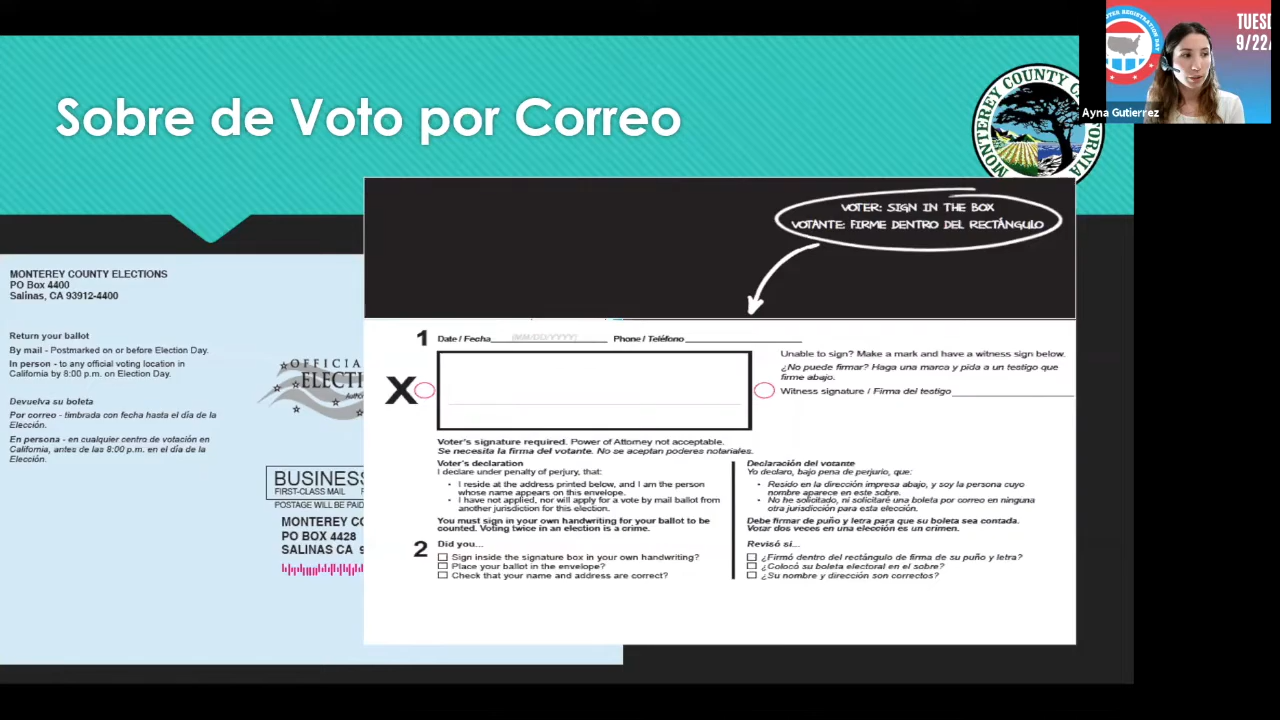 Sobre de Voto por Correo
MONTEREY COUNTY
TUES
9/22/
Ayna Gutierrez
VOTER: SIGN IN THE BOX
VOTANTE: FIRME DENTRO DEL RECTÁNGULO
MONTEREY COUNTY ELECTIONS
PO Box 4400
Salinas, CA 93912-4400
Return your ballot
By mail - Postmarked on or before Election Day.
In person - to any official voting location in
California by 8:00 p.m. on Election Day.
Devuelva su boleta
Por correo - timbrada con fecha hasta el día de la
Elección.
En persona - en cualquier centro de votación en
California, antes de las 8:00 p.m. en el día de la
Elección.
OFFICIAL
ELECTI
BUSINESS
FIRST-CLASS MAIL
POSTAGE WILL BE PAID
MONTEREY CO
PO BOX 4428
SALINAS CA 9
1 Date / Fecha (MM/DD/YYYY) Phone / Teléfono
X
Unable to sign? Make a mark and have a witness sign below.
¿No puede firmar? Haga una marca y pida a un testigo que
firme abajo.
Witness signature / Firma del testigo
Voter's signature required. Power of Attorney not acceptable.
Se necesita la firma del votante. No se aceptan poderes notariales.
Voter's declaration
I declare under penalty of perjury, that:
• I reside at the address printed below, and I am the person
whose name appears on this envelope.
• I have not applied, nor will apply for a vote by mail ballot from
another jurisdiction for this election.
You must sign in your own handwriting for your ballot to be
counted. Voting twice in an election is a crime.
2 Did you...
Sign inside the signature box in your own handwriting?
Place your ballot in the envelope?
Check that your name and address are correct?
Declaración del votante
Yo declaro, bajo pena de perjurio, que:
• Resido en la dirección impresa abajo, y soy la persona cuyo
nombre aparece en este sobre.
• No he solicitado, ni solicitaré una boleta por correo en ninguna
otra jurisdicción para esta elección.
Debe firmar de puño y letra para que su boleta sea contada.
Votar dos veces en una elección es un crimen.
Revisó si...
¿Firmó dentro del rectángulo de firma de su puño y letra?
¿Colocó su boleta electoral en el sobre?
¿Su nombre y dirección son correctos?